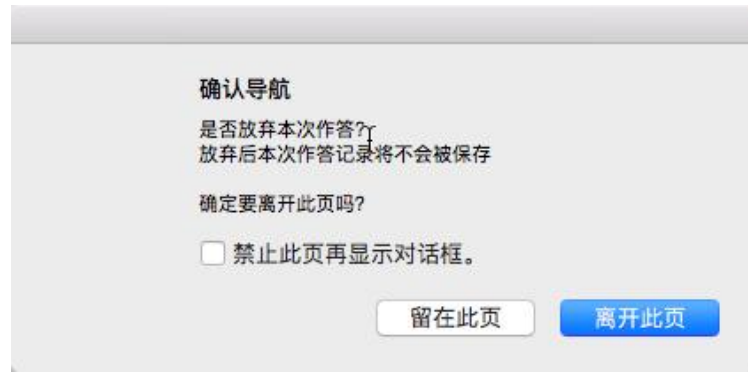 确认导航
是否放弃本次作答?
放弃后本次作答记录将不会被保存
确定要离开此页吗?
禁止此页再显示对话框。
留在此页
离开此页